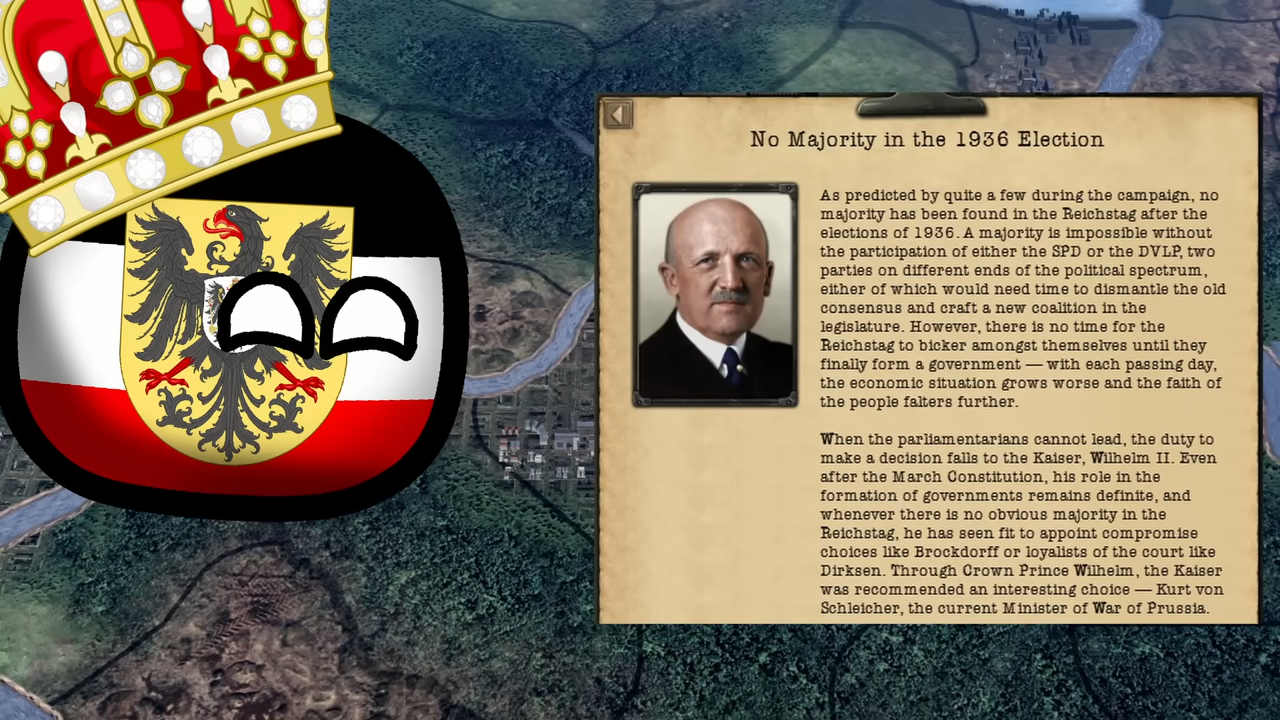 No Majority in the 1936 Election
As predicted by quite a few during the campaign, no
majority has been found in the Reichstag after the
elections of 1936. A majority is impossible without
the participation of either the SPD or the DVLP, two
parties on different ends of the political spectrum,
either of which would need time to dismantle the old
consensus and craft a new coalition in the
legislature. However, there is no time for the
Reichstag to bicker amongst themselves until they
finally form a government — with each passing day,
the economic situation grows worse and the faith of
the people falters further.
When the parliamentarians cannot lead, the duty to
make a decision falls to the Kaiser, Wilhelm II. Even
after the March Constitution, his role in the
formation of governments remains definite, and
whenever there is no obvious majority in the
Reichstag, he has seen fit to appoint compromise
choices like Brockdorff or loyalists of the court like
Dirksen. Through Crown Prince Wilhelm, the Kaiser
was recommended an interesting choice — Kurt von
Schleicher, the current Minister of War of Prussia.